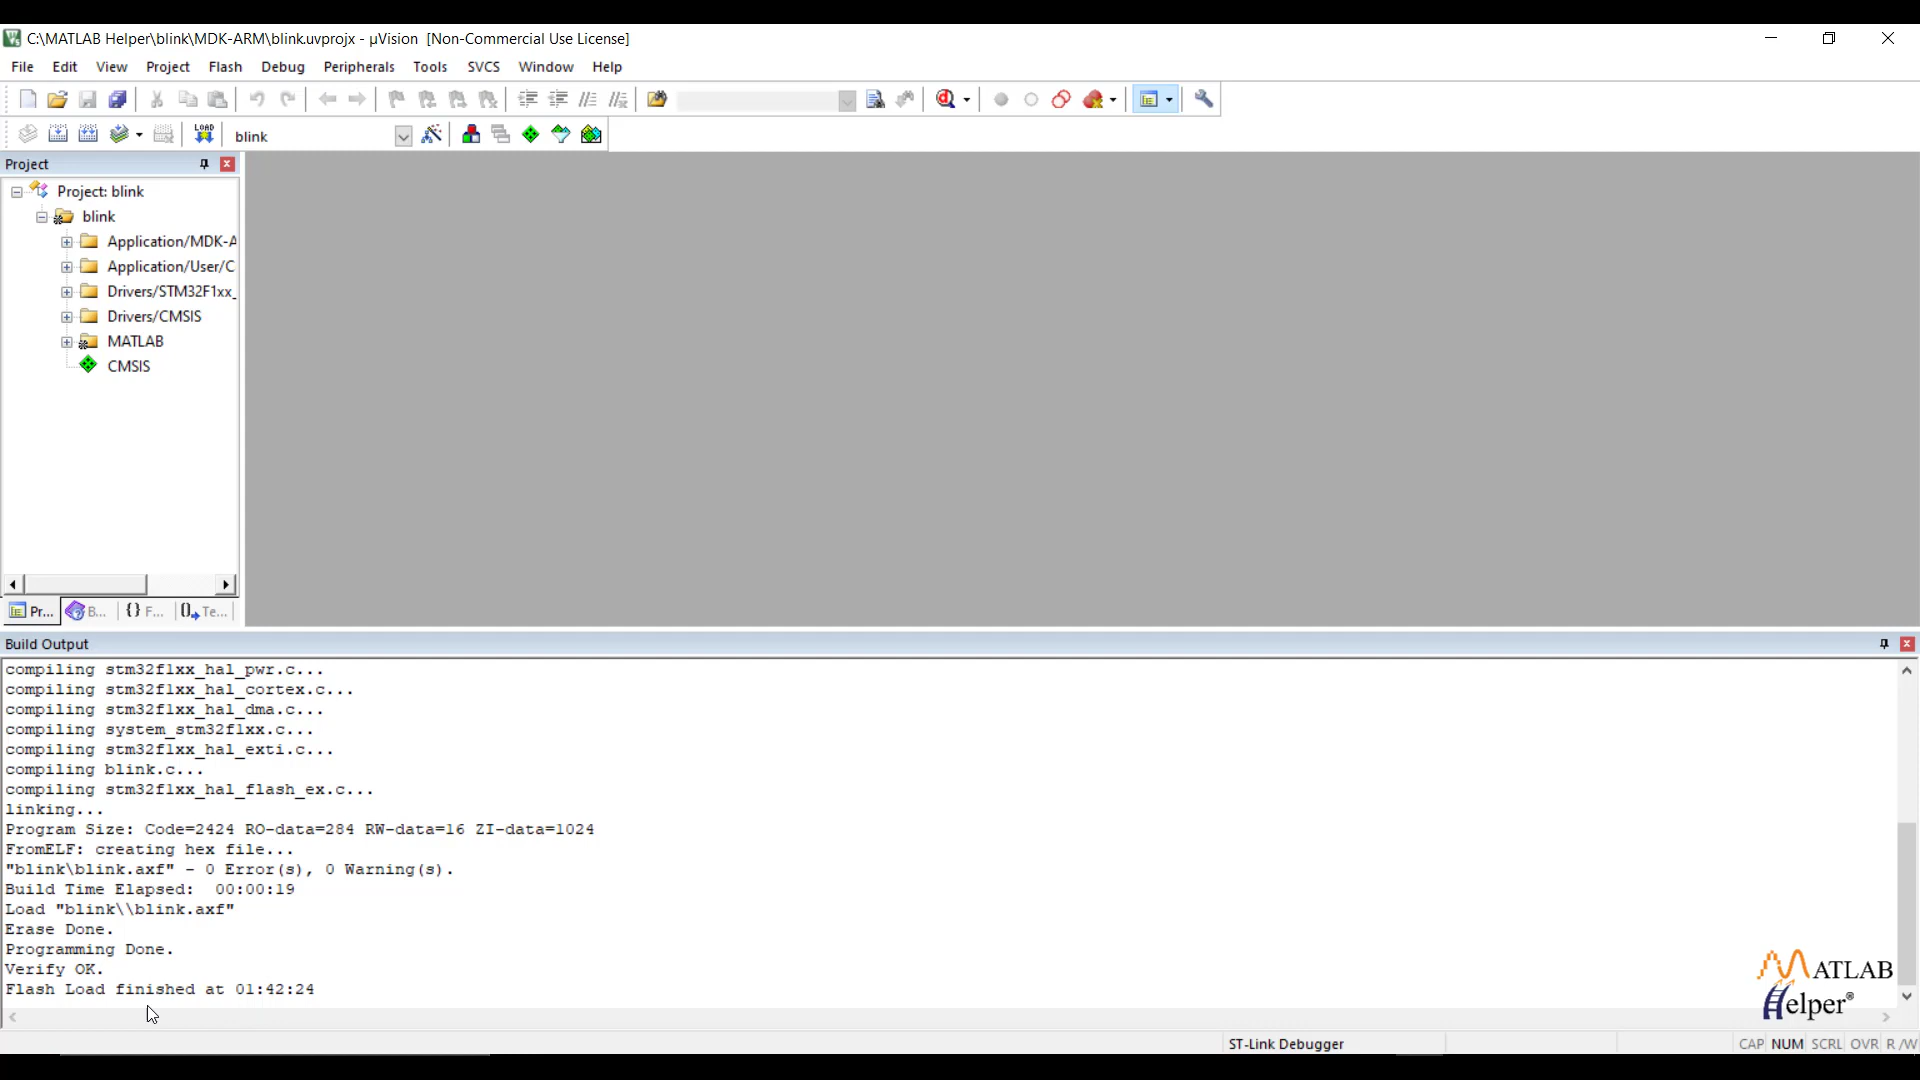 C:\MATLAB Helper\blink\MDK-ARM\blink.uvprojx - µVision [Non-Commercial Use License]
File Edit View Project Flash Debug Peripherals Tools SVCS Window Help
LOAD blink
Project
Project: blink
blink
Application/MDK-A
Application/User/C
Drivers/STM32F1xx_
Drivers/CMSIS
MATLAB
CMSIS
Pr... B... {} F... Te...
Build Output
compiling stm32f1xx_hal_pwr.c...
compiling stm32f1xx_hal_cortex.c...
compiling stm32f1xx_hal_dma.c...
compiling system_stm32f1xx.c...
compiling stm32f1xx_hal_exti.c...
compiling blink.c...
compiling stm32f1xx_hal_flash_ex.c...
linking...
Program Size: Code=2424 RO-data=284 RW-data=16 ZI-data=1024
FromELF: creating hex file...
"blink\blink.axf" - 0 Error(s), 0 Warning(s).
Build Time Elapsed:  00:00:19
Load "blink\\blink.axf"
Erase Done.
Programming Done.
Verify OK.
Flash Load finished at 01:42:24
MATLAB
Helper®
ST-Link Debugger CAP NUM SCRL OVR R/W